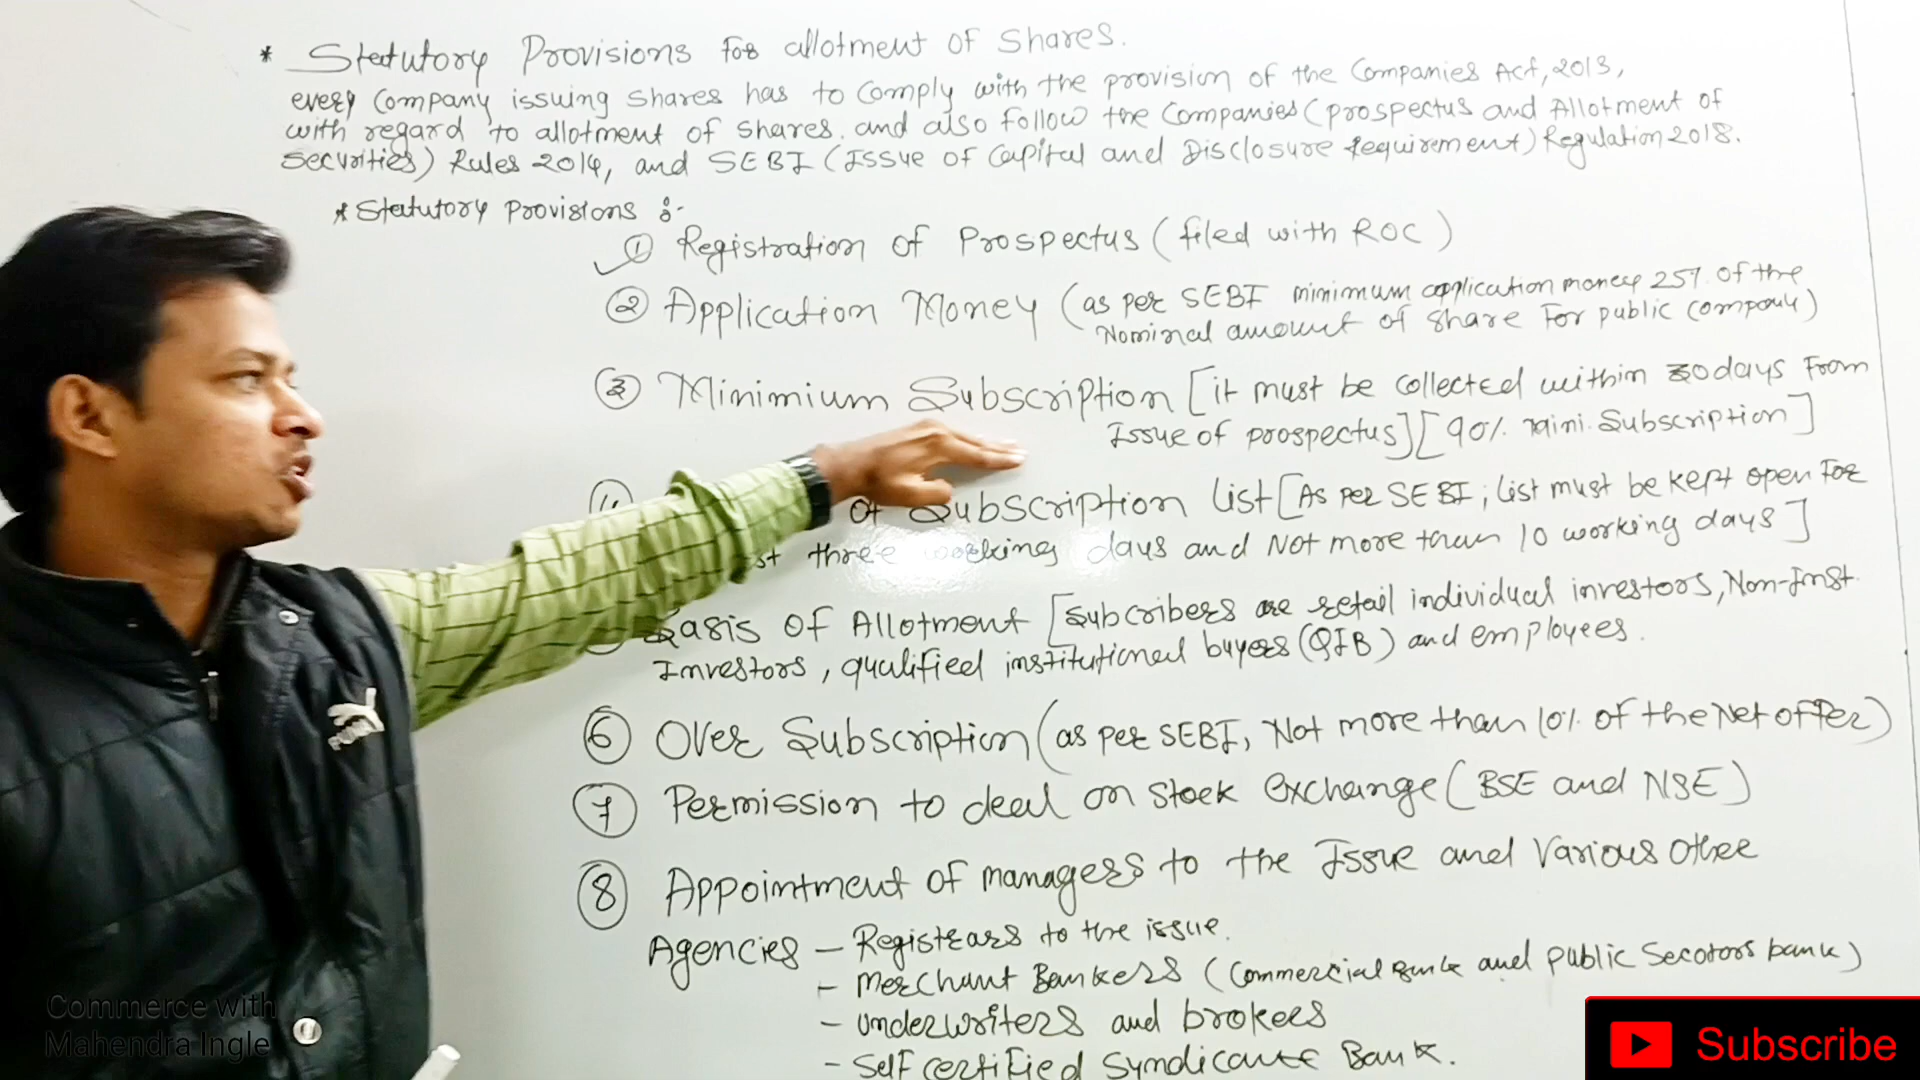 * Statutory Provisions for allotment of Shares.
every Company issuing shares has to comply with the provision of the Companies Act, 2013,
with regard to allotment of shares. and also follow the Companies (prospectus and Allotment of
Securities) Rules 2014, and SEBI (Issue of Capital and Disclosure requirement) Regulation 2018.
* Statutory Provisions :-
① Registration of Prospectus (filed with ROC)
② Application Money (as per SEBI minimum application money 25% of the
Nominal amount of share For public company)
③ Minimium Subscription [it must be collected within 30 days From
Issue of prospectus] [90% mini. Subscription]
of Subscription list [As per SEBI; list must be kept open For
three working days and Not more than 10 working days]
Basis of Allotment [Subcribers are retail individual investors, Non-Inst.
Investors, qualified institutional buyers (QIB) and employees.
⑥ Over Subscription (as per SEBI, Not more than 10% of the Net offer)
⑦ Permission to deal on Stock exchange (BSE and NSE)
⑧ Appointment of managers to the Issue and Various other
Agencies - Registrars to the issue.
- Merchant Bankers (Commercial Bank and public Secotors bank)
- Underwriters and brokers
- Self certified Syndicate Bank.
Commerce with
Mahendra Ingle
Subscribe